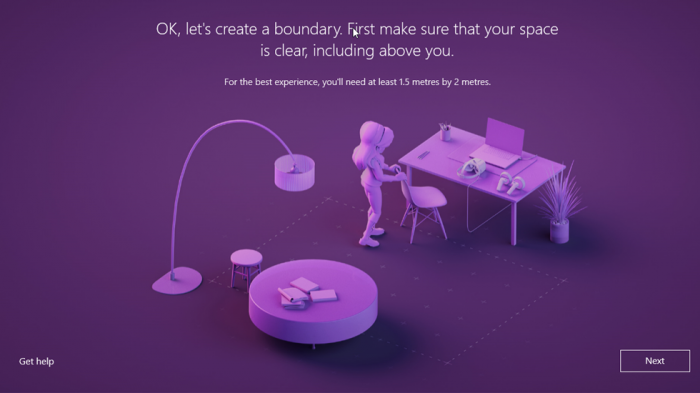 OK, let's create a boundary. First make sure that your space
is clear, including above you.
For the best experience, you'll need at least 1.5 metres by 2 metres.
Get help
Next